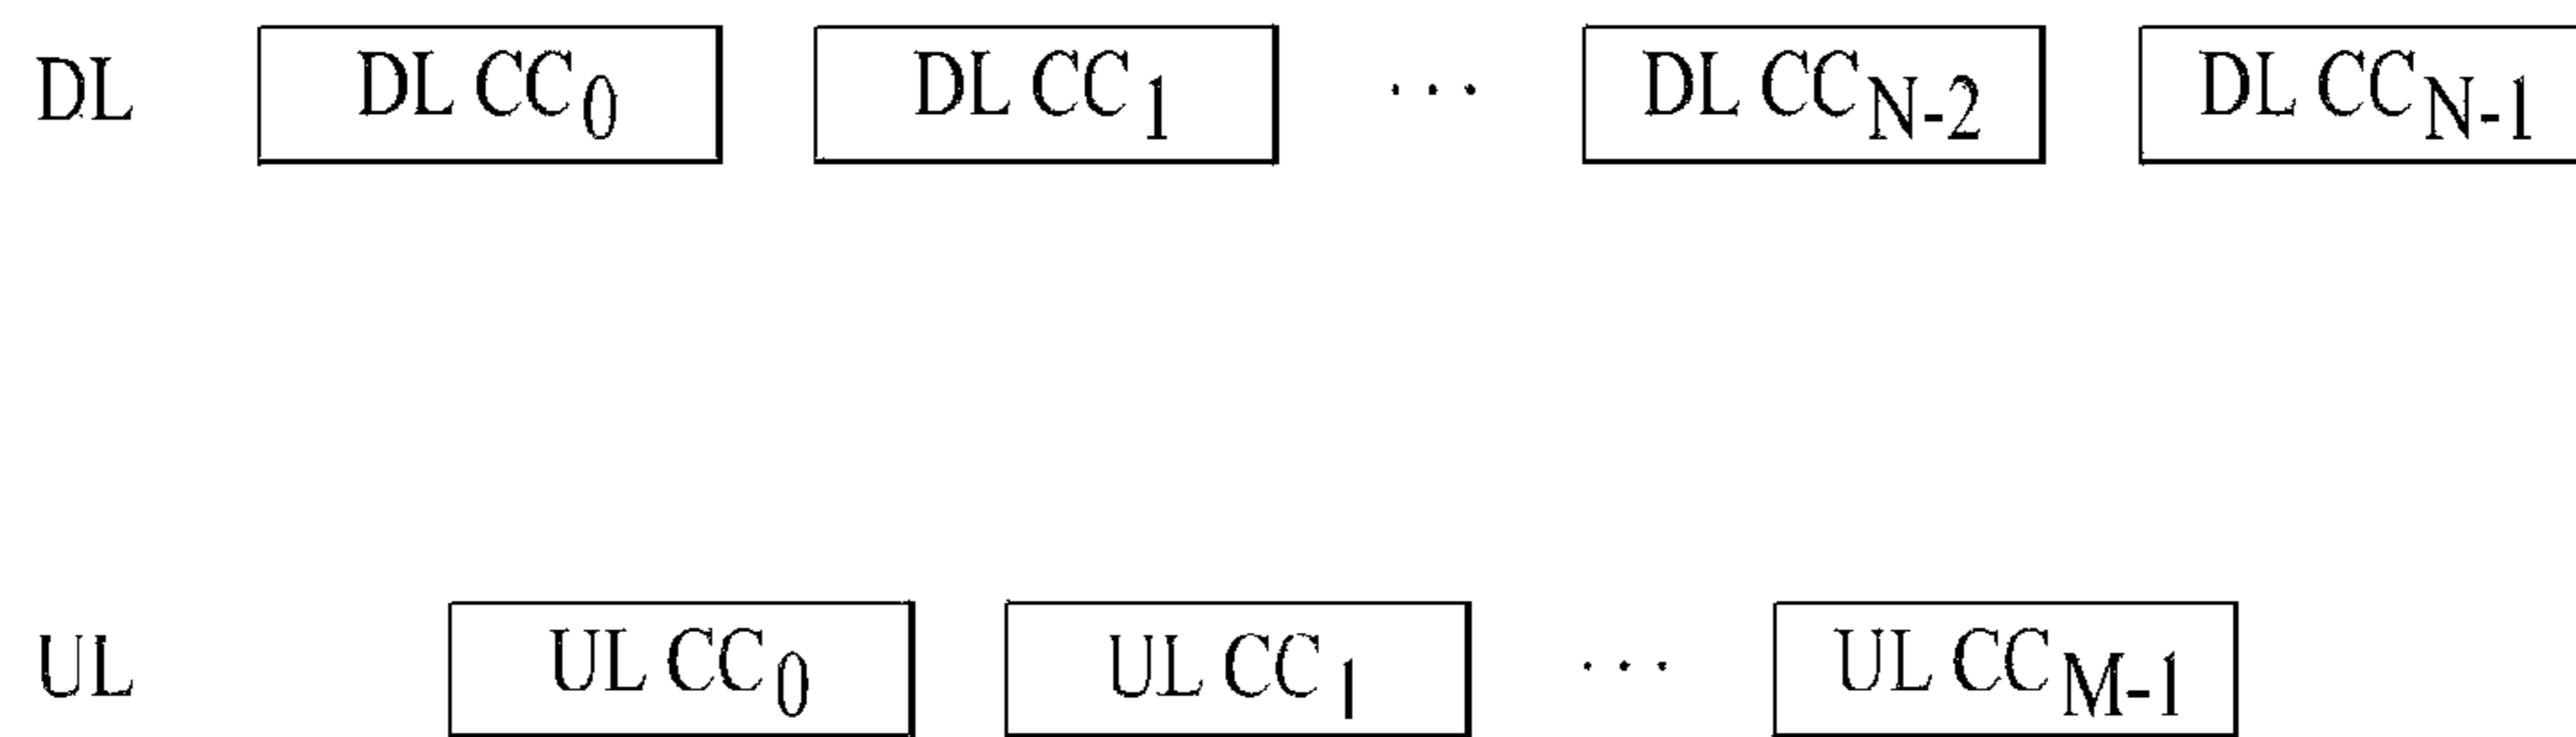 DL DL CC0 DL CC1 ... DL CCN-2 DL CCN-1
UL UL CC0 UL CC1 ... UL CCM-1